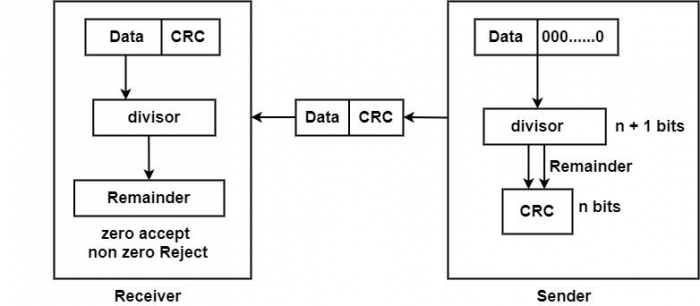 Data CRC
divisor
Remainder
zero accept
non zero Reject
Receiver
Data CRC
Data 000......0
divisor
n + 1 bits
Remainder
CRC
n bits
Sender